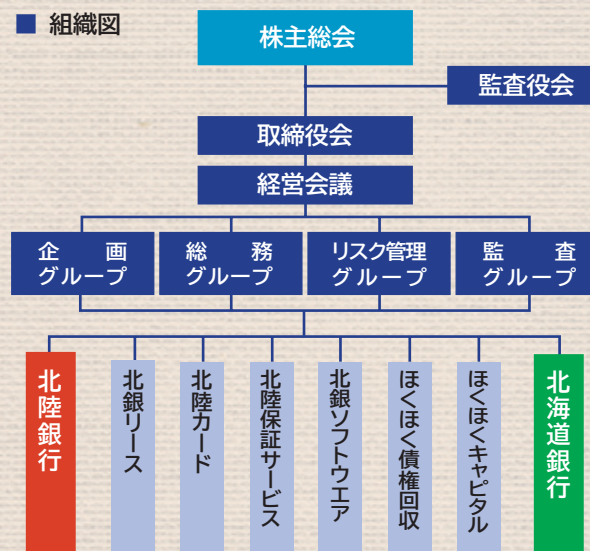 ■ 組織図
株主総会
監査役会
取締役会
経営会議
企画
グループ
総務
グループ
リスク管理
グループ
監査
グループ
北陸銀行
北銀リース
北陸カード
北陸保証サービス
北銀ソフトウエア
ほくほく債権回収
ほくほくキャピタル
北海道銀行